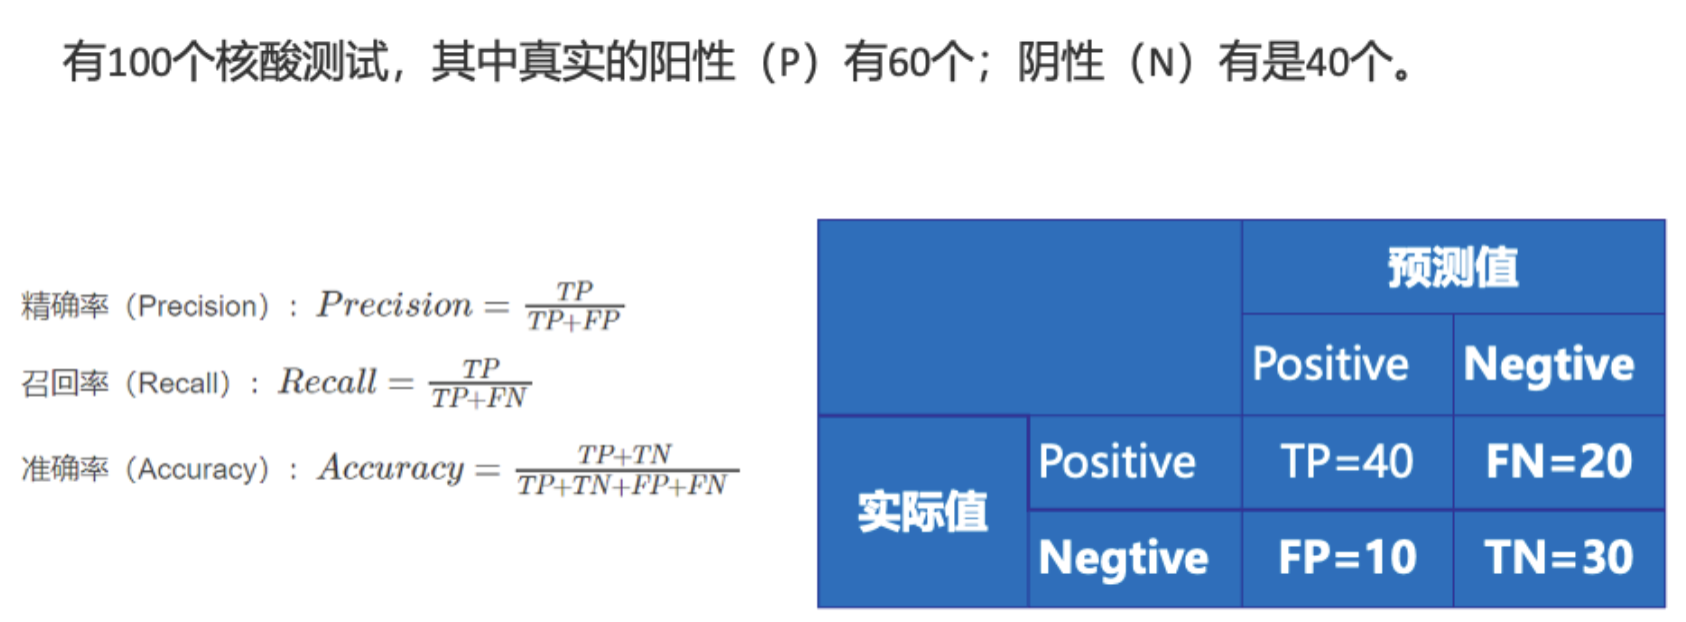 有100个核酸测试，其中真实的阳性（P）有60个；阴性（N）有是40个。
精确率（Precision）：Precision = TP / TP+FP
召回率（Recall）：Recall = TP / TP+FN
准确率（Accuracy）：Accuracy = TP+TN / TP+TN+FP+FN
预测值
Positive Negtive
实际值
Positive TP=40 FN=20
Negtive FP=10 TN=30